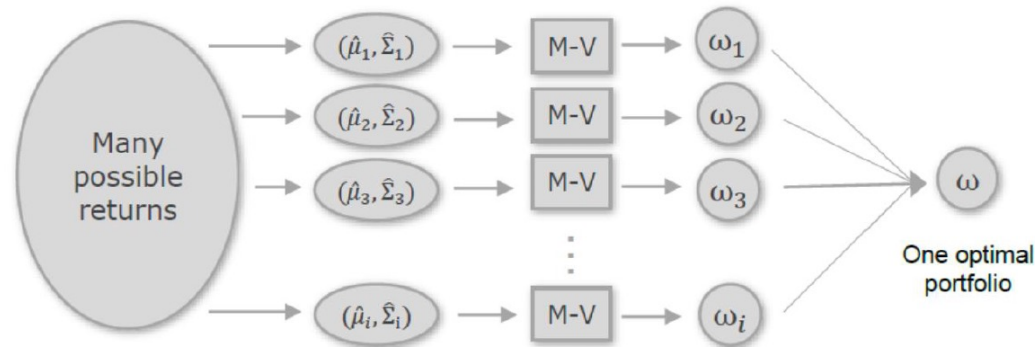 (μ̂₁, Σ̂₁) M-V ω₁
(μ̂₂, Σ̂₂) M-V ω₂
Many
possible
returns
(μ̂₃, Σ̂₃) M-V ω₃
ω
One optimal
portfolio
(μ̂ᵢ, Σ̂ᵢ) M-V ωᵢ